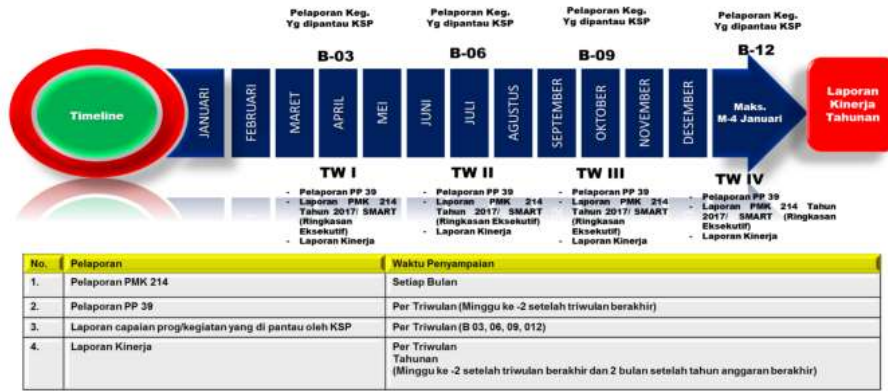 Pelaporan Keg.
Yg dipantau KSP
Pelaporan Keg.
Yg dipantau KSP
Pelaporan Keg.
Yg dipantau KSP
Pelaporan Keg.
Yg dipantau KSP
B-03
B-06
B-09
B-12
Timeline
JANUARI
FEBRUARI
MARET
APRIL
MEI
JUNI
JULI
AGUSTUS
SEPTEMBER
OKTOBER
NOVEMBER
DESEMBER
Maks.
M-4 Januari
Laporan
Kinerja
Tahunan
TW I
- Pelaporan PP 39
- Laporan PMK 214
Tahun 2017/ SMART
(Ringkasan
Eksekutif)
- Laporan Kinerja
TW II
- Pelaporan PP 39
- Laporan PMK 214
Tahun 2017/ SMART
(Ringkasan Eksekutif)
- Laporan Kinerja
TW III
- Pelaporan PP 39
- Laporan PMK 214
Tahun 2017/ SMART
(Ringkasan
Eksekutif)
- Laporan Kinerja
TW IV
- Pelaporan PP 39
- Laporan PMK 214 Tahun
2017/ SMART (Ringkasan
Eksekutif)
- Laporan Kinerja
No. Pelaporan Waktu Penyampaian
1. Pelaporan PMK 214 Setiap Bulan
2. Pelaporan PP 39 Per Triwulan (Minggu ke -2 setelah triwulan berakhir)
3. Laporan capaian prog/kegiatan yang di pantau oleh KSP Per Triwulan (B 03, 06, 09, 012)
4. Laporan Kinerja Per Triwulan
Tahunan
(Minggu ke -2 setelah triwulan berakhir dan 2 bulan setelah tahun anggaran berakhir)